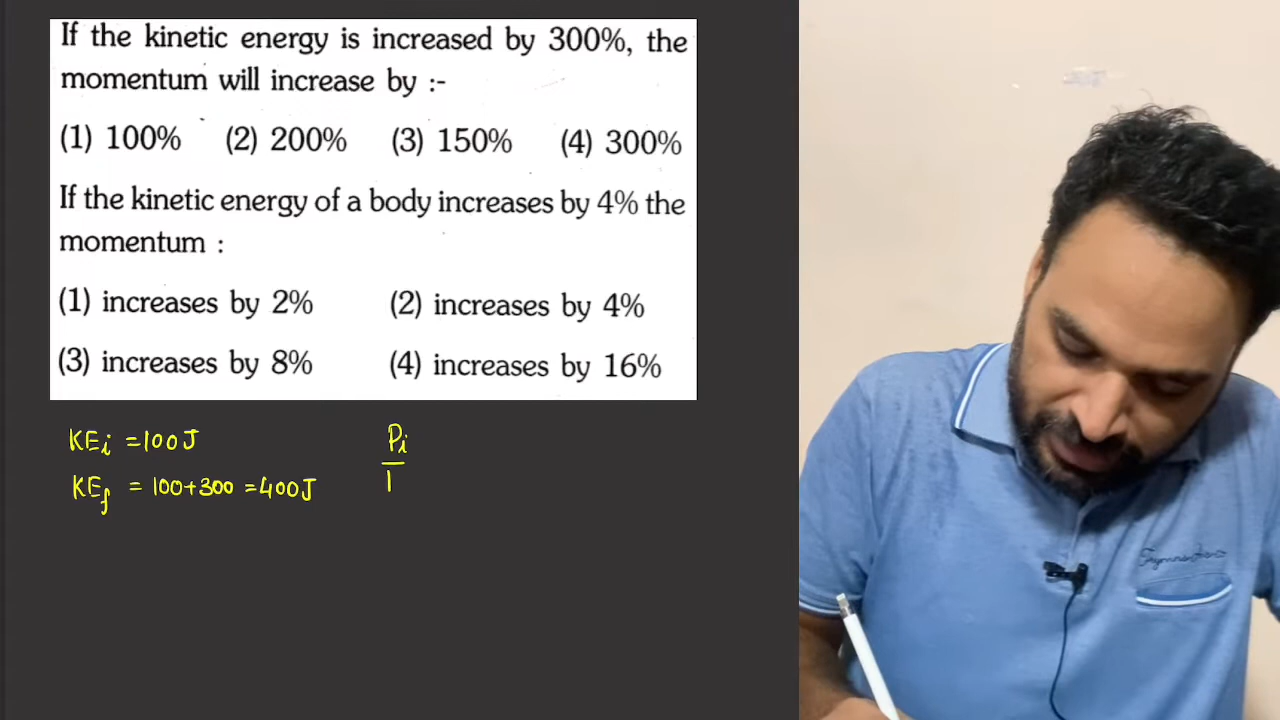 If the kinetic energy is increased by 300%, the
momentum will increase by :-
(1) 100% (2) 200% (3) 150% (4) 300%
If the kinetic energy of a body increases by 4% the
momentum :
(1) increases by 2% (2) increases by 4%
(3) increases by 8% (4) increases by 16%
KEi = 100J
KEf = 100+300 = 400J
Pi